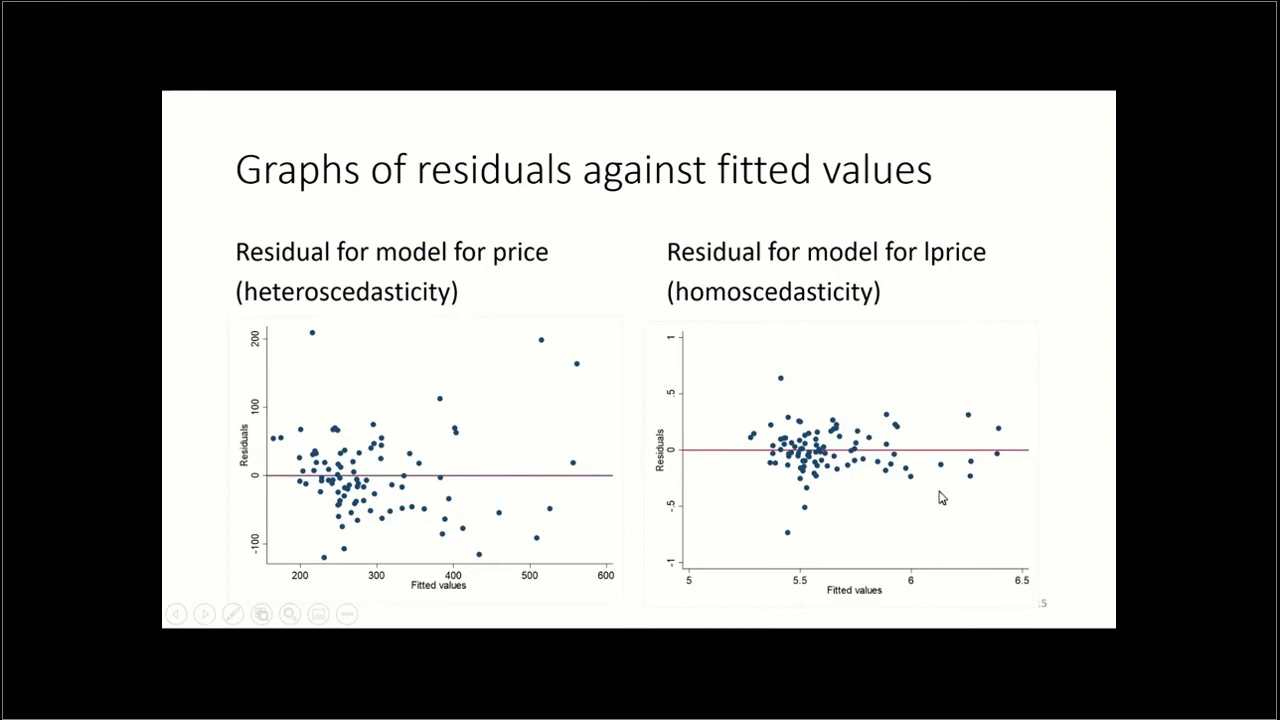 Graphs of residuals against fitted values
Residual for model for price
(heteroscedasticity)
200
100
0
-100
Residuals
200 300 400 500 600
Fitted values
Residual for model for lprice
(homoscedasticity)
1
.5
0
-.5
-1
Residuals
5 5.5 6 6.5
Fitted values